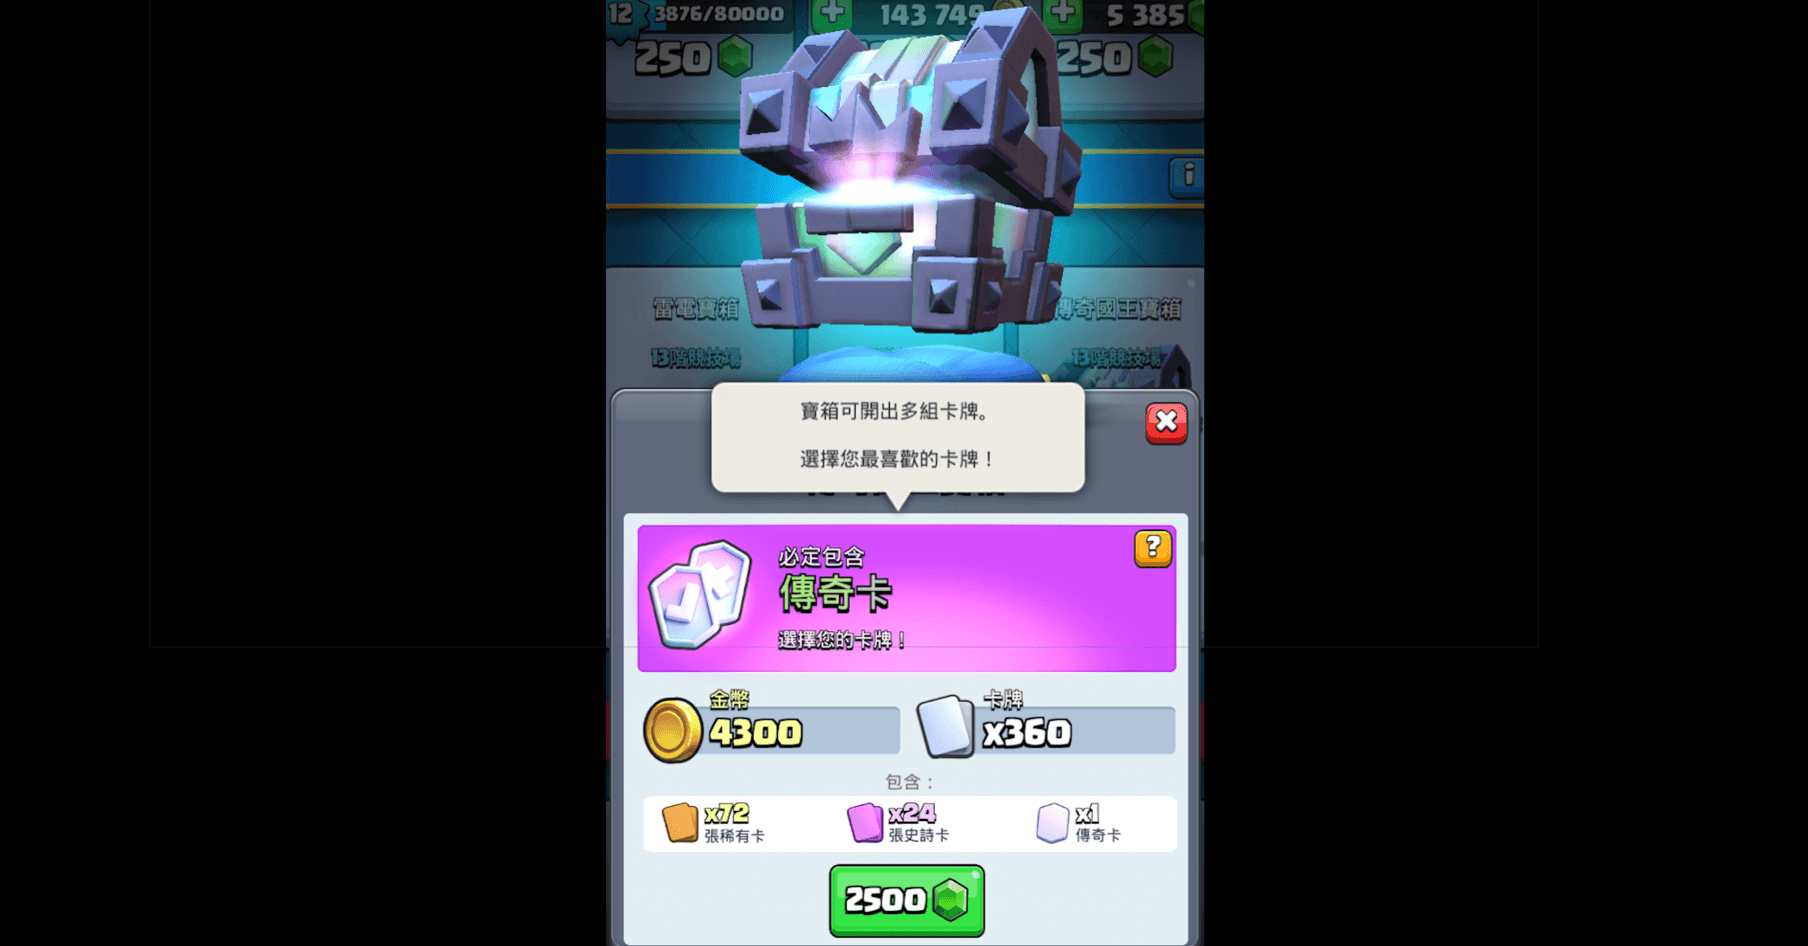 12 3876/80000 143 749 5 385
250 250
i
雷電寶箱 傳奇國王寶箱
13階競技場 13階競技場
寶箱可開出多組卡牌。
選擇您最喜歡的卡牌！
?
必定包含
傳奇卡
選擇您的卡牌！
金幣 卡牌
4300 x360
包含：
x72 x24 x1
張稀有卡 張史詩卡 傳奇卡
2500